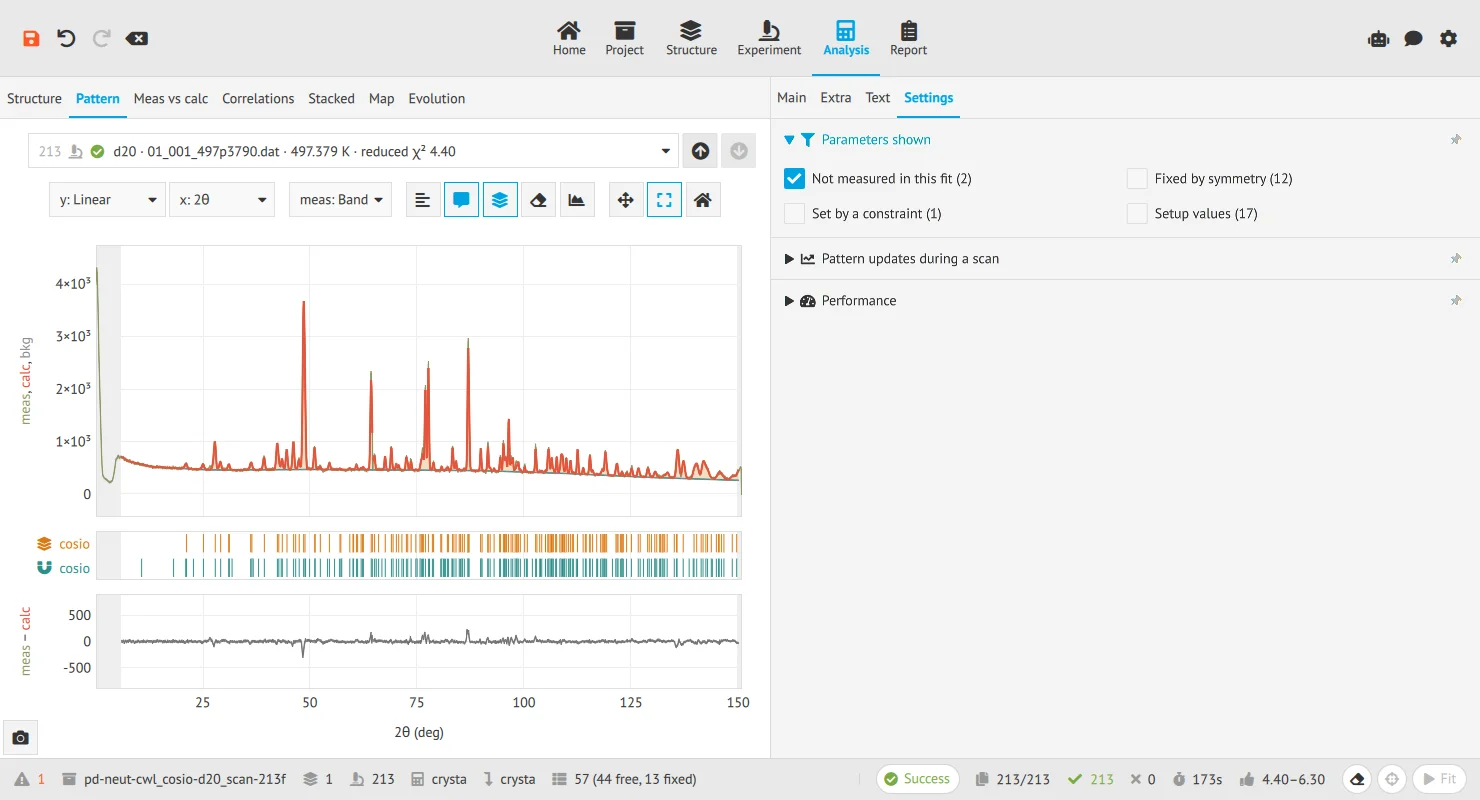 Home Project Structure Experiment Analysis Report
Structure Pattern Meas vs calc Correlations Stacked Map Evolution
Main Extra Text Settings
213 d20 · 01_001_497p3790.dat · 497.379 K · reduced χ² 4.40
y: Linear x: 2θ meas: Band
meas, calc, bkg
4×10³
3×10³
2×10³
1×10³
0
cosio
cosio
meas − calc
500
0
-500
25 50 75 100 125 150
2θ (deg)
Parameters shown
Not measured in this fit (2)
Fixed by symmetry (12)
Set by a constraint (1)
Setup values (17)
Pattern updates during a scan
Performance
1 pd-neut-cwl_cosio-d20_scan-213f 1 213 crysta crysta 57 (44 free, 13 fixed) Success 213/213 213 0 173s 4.40–6.30 Fit